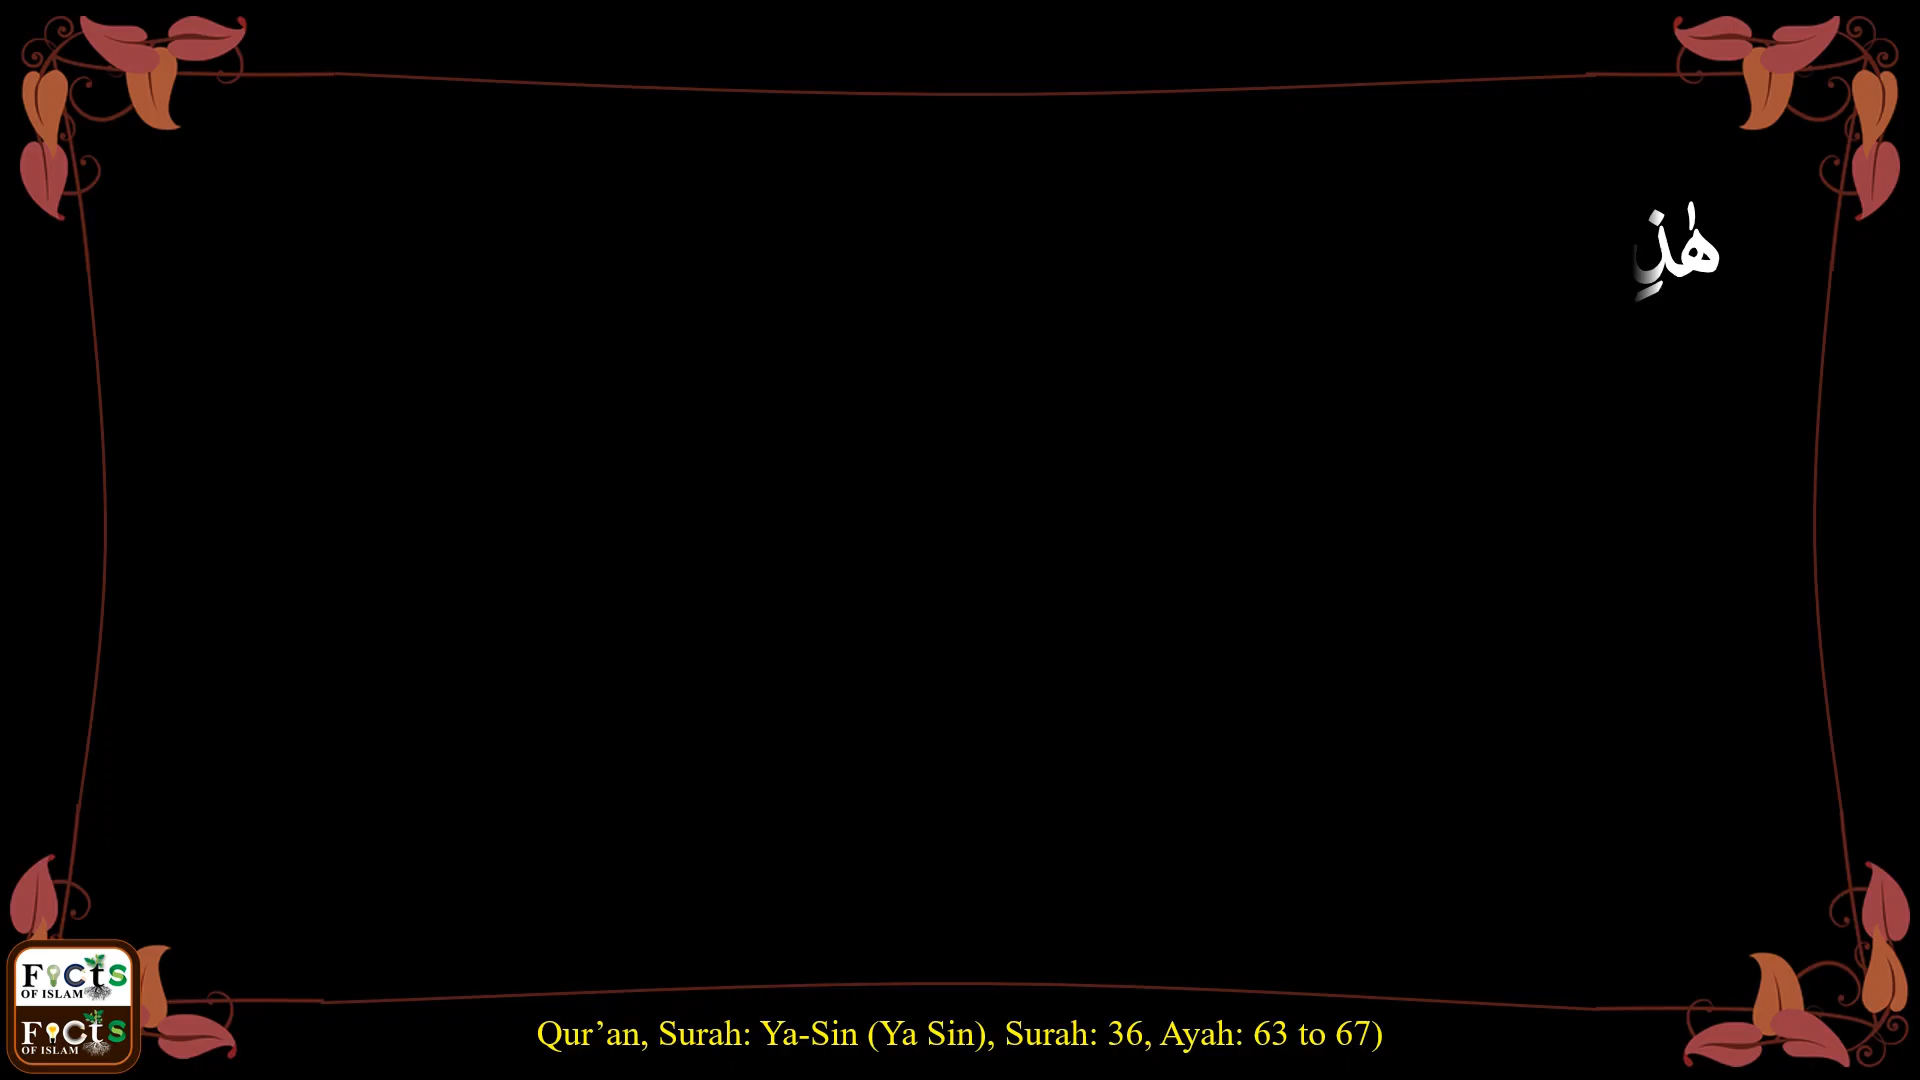 هٰذِ
Qur’an, Surah: Ya-Sin (Ya Sin), Surah: 36, Ayah: 63 to 67)
Facts
OF ISLAM
Facts
OF ISLAM